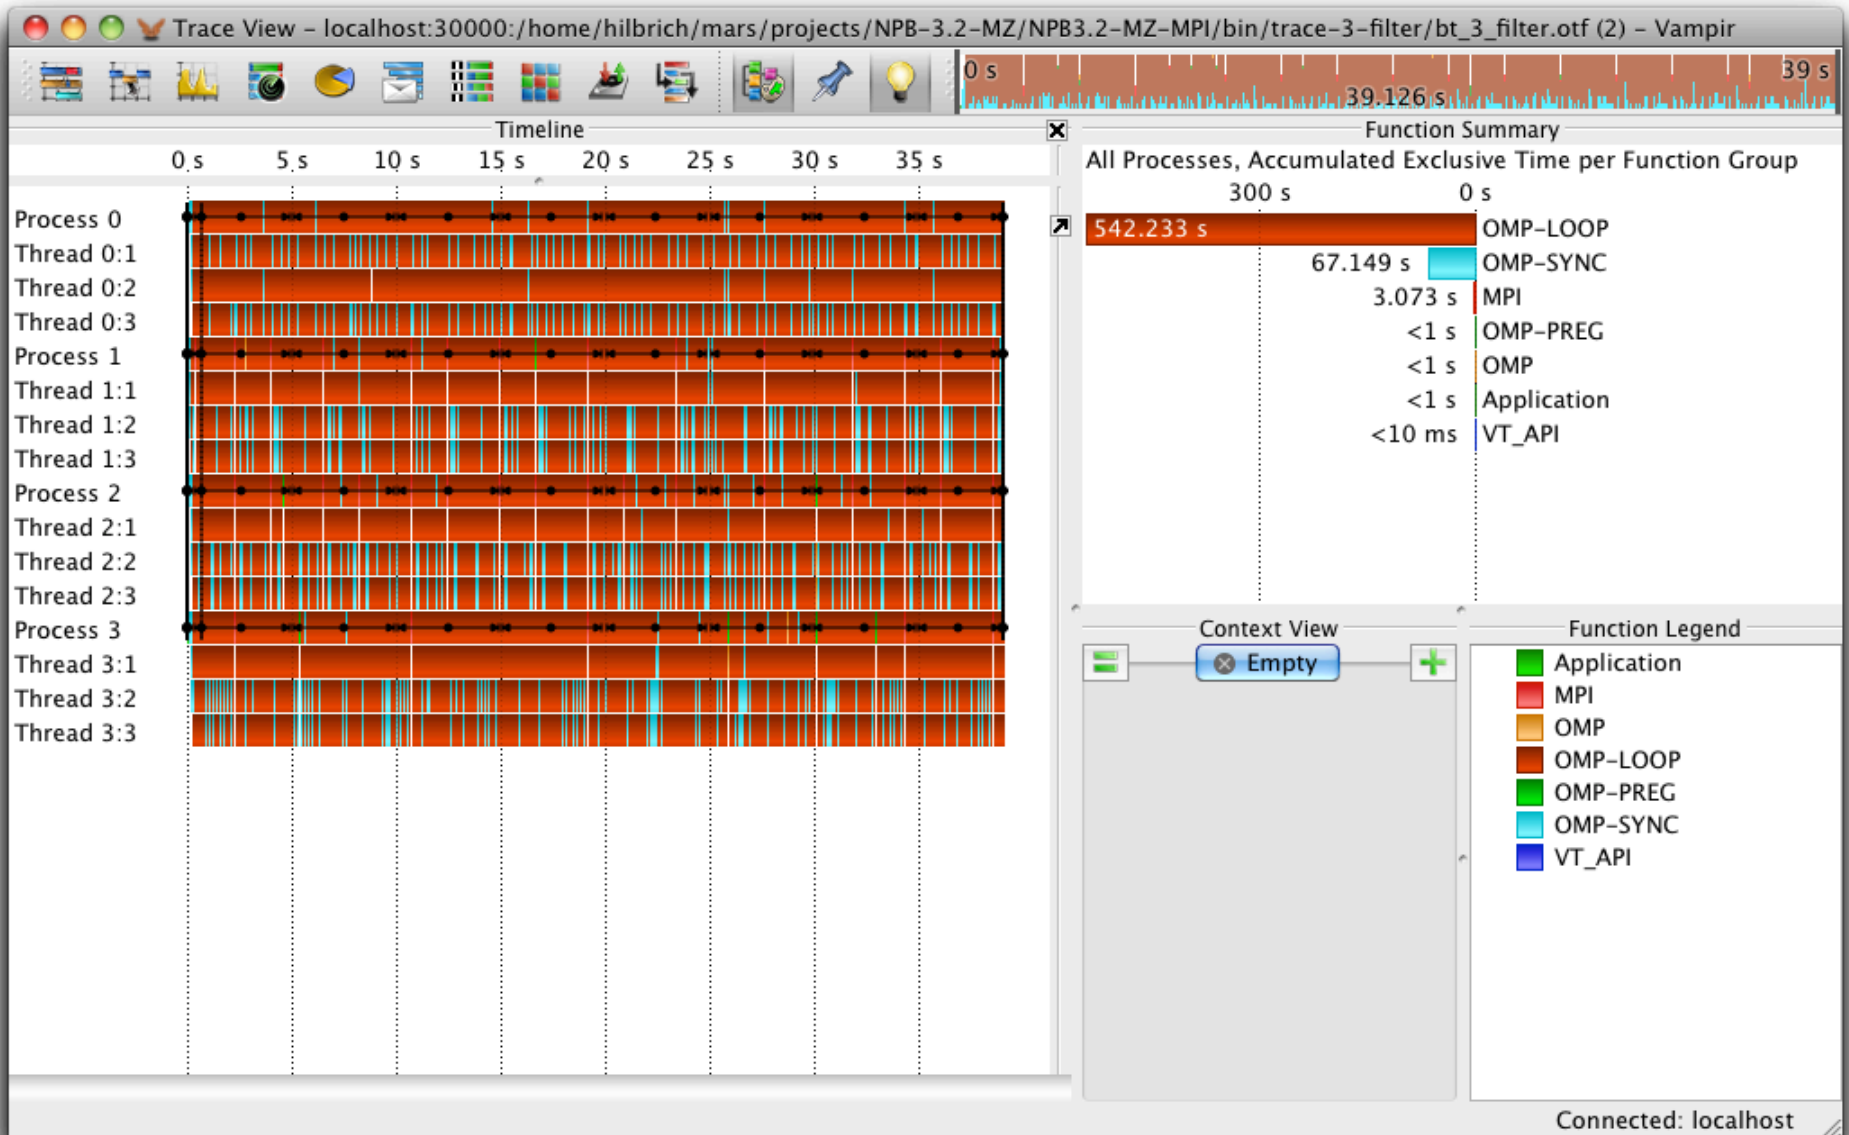 Trace View – localhost:30000:/home/hilbrich/mars/projects/NPB-3.2-MZ/NPB3.2-MZ-MPI/bin/trace-3-filter/bt_3_filter.otf (2) – Vampir
0 s
39 s
39.126 s
Timeline
0 s 5 s 10 s 15 s 20 s 25 s 30 s 35 s
Process 0
Thread 0:1
Thread 0:2
Thread 0:3
Process 1
Thread 1:1
Thread 1:2
Thread 1:3
Process 2
Thread 2:1
Thread 2:2
Thread 2:3
Process 3
Thread 3:1
Thread 3:2
Thread 3:3
Function Summary
All Processes, Accumulated Exclusive Time per Function Group
300 s 0 s
542.233 s OMP-LOOP
67.149 s OMP-SYNC
3.073 s MPI
<1 s OMP-PREG
<1 s OMP
<1 s Application
<10 ms VT_API
Context View
Empty
Function Legend
Application
MPI
OMP
OMP-LOOP
OMP-PREG
OMP-SYNC
VT_API
Connected: localhost